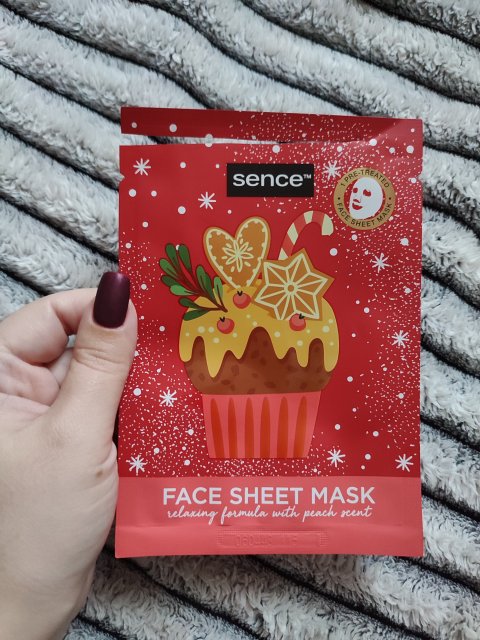 sence™
1 PRE-TREATED
FACE SHEET MASK
FACE SHEET MASK
relaxing formula with peach scent